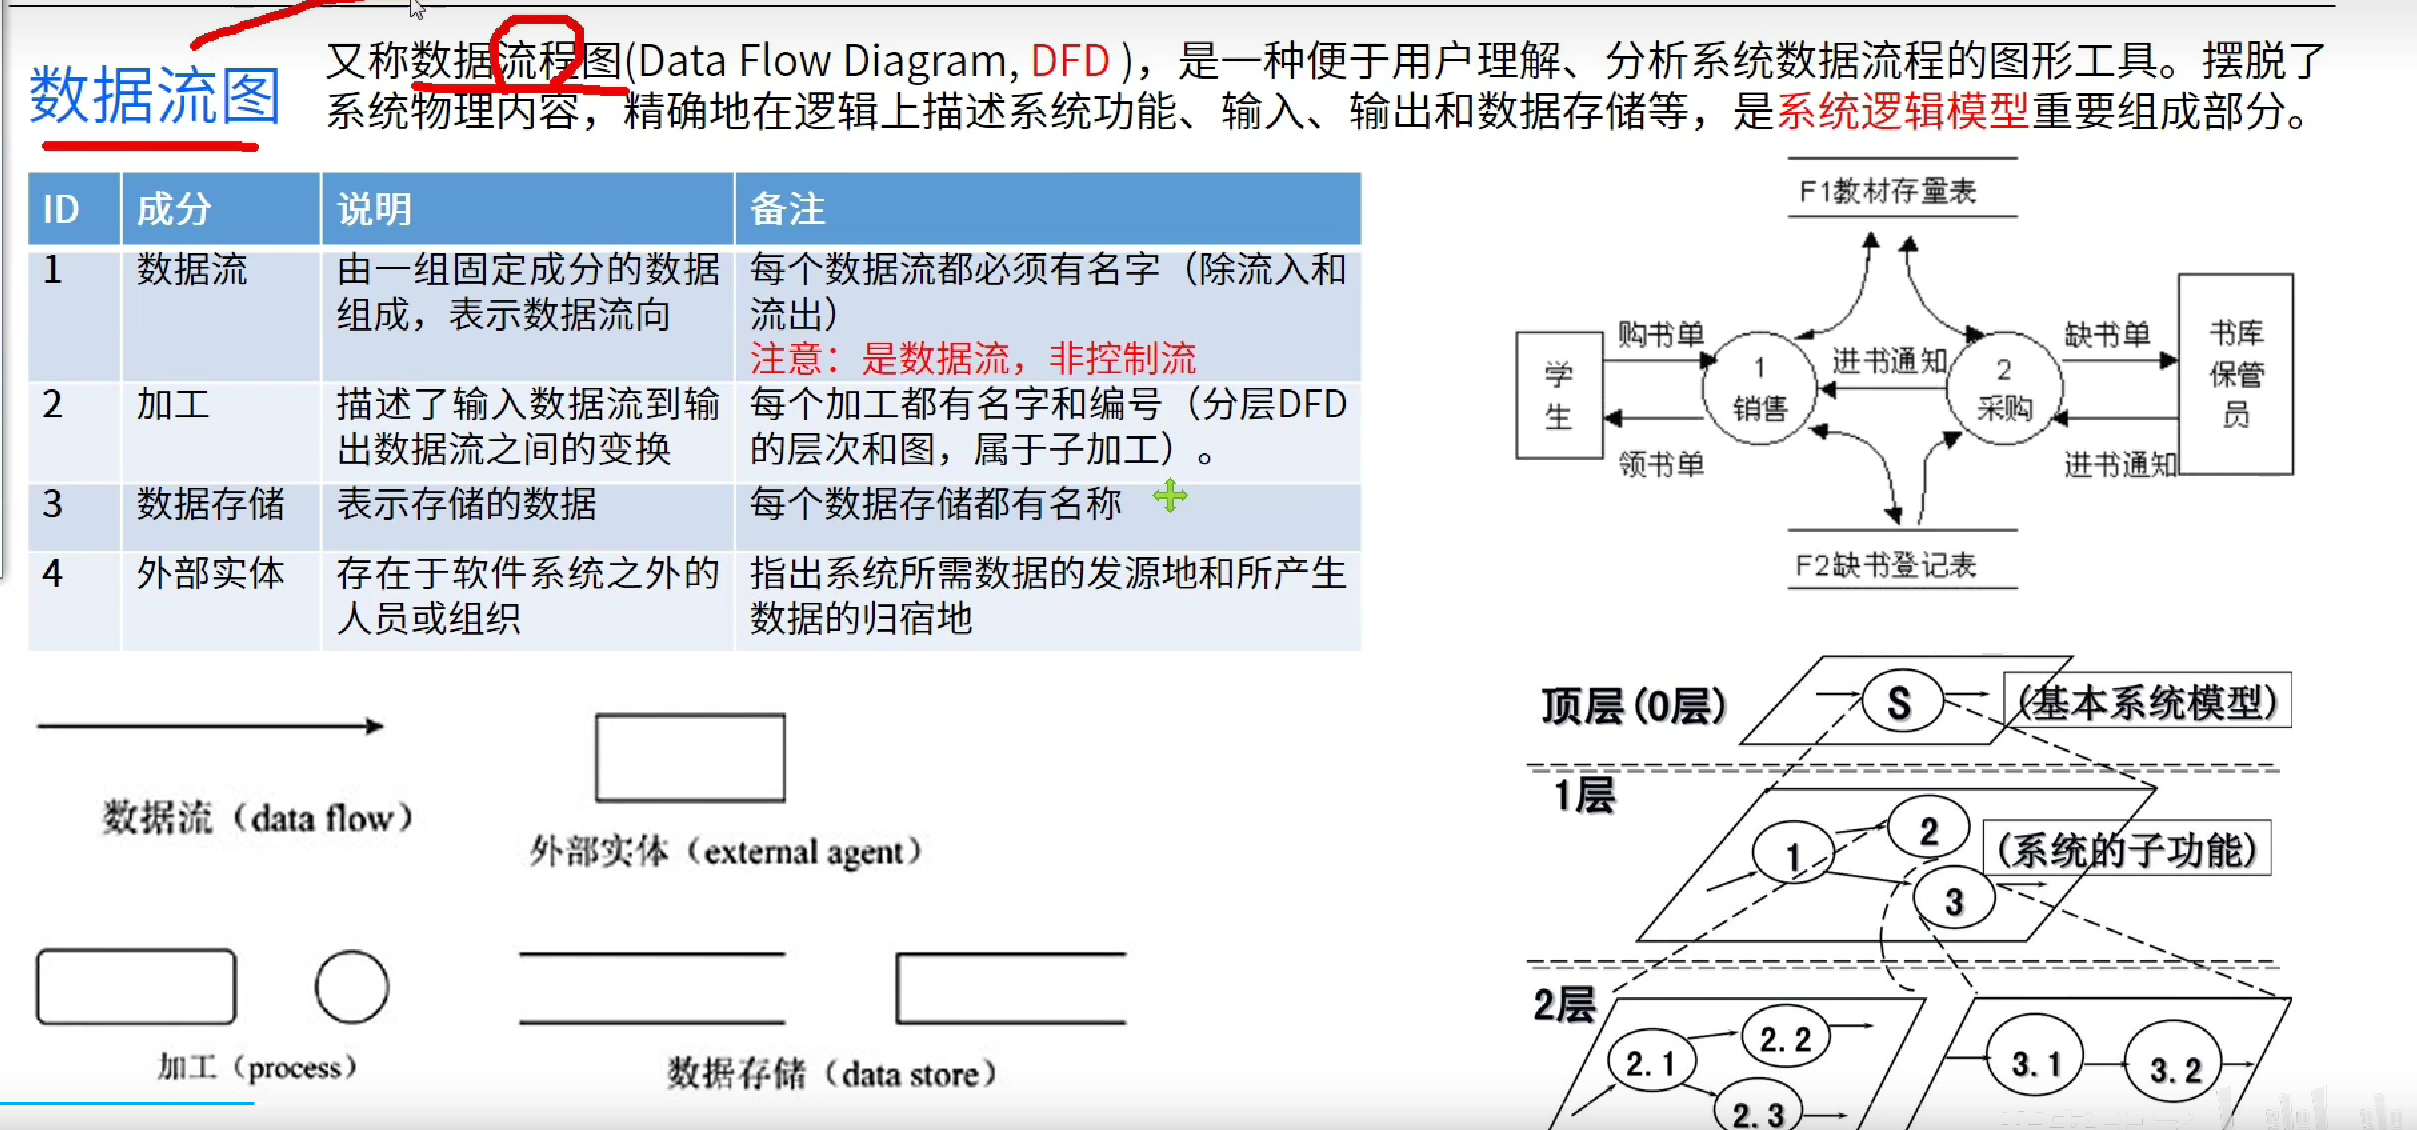 数据流图
又称数据流程图(Data Flow Diagram, DFD )，是一种便于用户理解、分析系统数据流程的图形工具。摆脱了
系统物理内容，精确地在逻辑上描述系统功能、输入、输出和数据存储等，是系统逻辑模型重要组成部分。
ID
成分
说明
备注
1
数据流
由一组固定成分的数据
组成，表示数据流向
每个数据流都必须有名字（除流入和
流出）
注意：是数据流，非控制流
2
加工
描述了输入数据流到输
出数据流之间的变换
每个加工都有名字和编号（分层DFD
的层次和图，属于子加工）。
3
数据存储
表示存储的数据
每个数据存储都有名称
4
外部实体
存在于软件系统之外的
人员或组织
指出系统所需数据的发源地和所产生
数据的归宿地
数据流（data flow）
外部实体（external agent）
加工（process）
数据存储（data store）
F1教材存量表
学
生
购书单
领书单
1
销售
进书通知
2
采购
缺书单
进书通知
书库
保管
员
F2缺书登记表
顶层(0层)
S
(基本系统模型)
1层
1
2
3
(系统的子功能)
2层
2.1
2.2
2.3
3.1
3.2